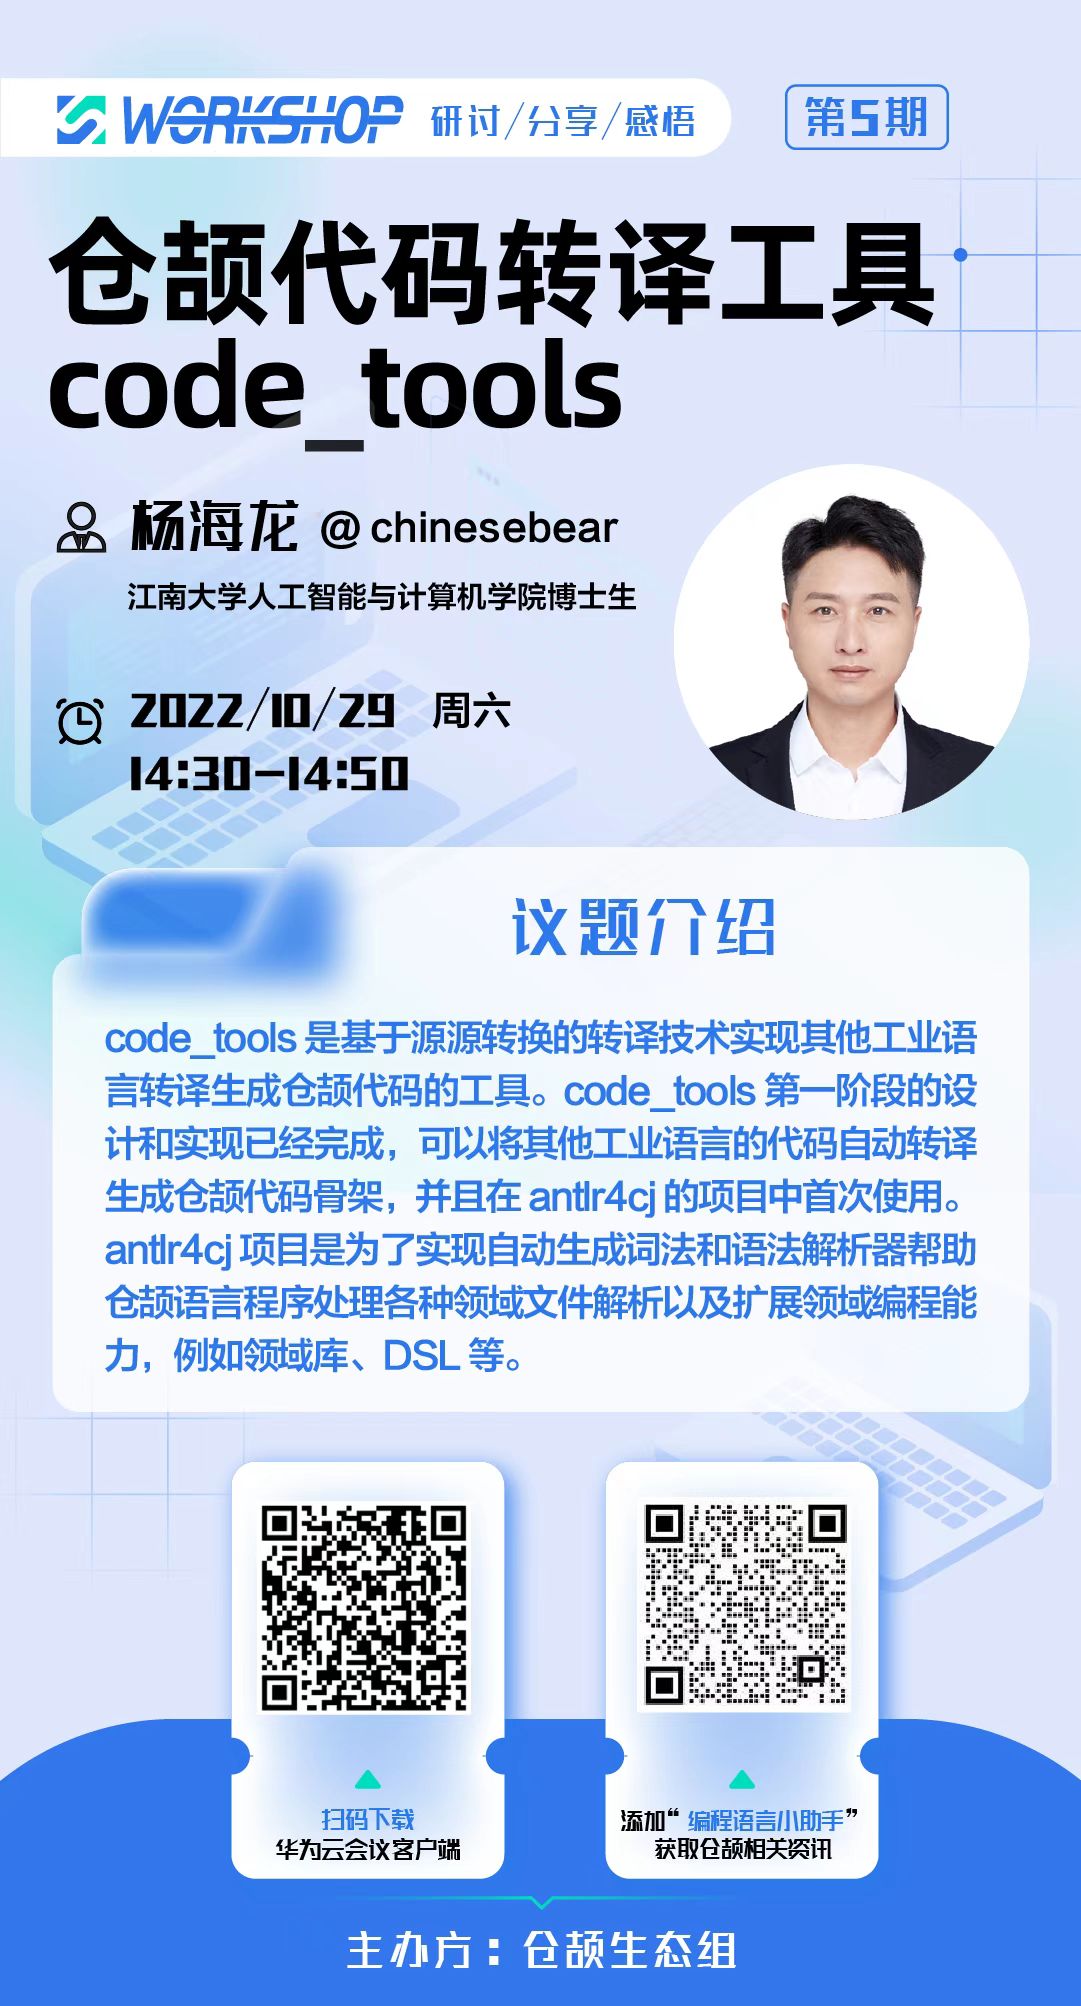 WORKSHOP 研讨/分享/感悟 第5期
仓颉代码转译工具
code_tools
杨海龙 @chinesebear
江南大学人工智能与计算机学院博士生
2022/10/29 周六
14:30-14:50
议题介绍
code_tools 是基于源源转换的转译技术实现其他工业语
言转译生成仓颉代码的工具。code_tools 第一阶段的设
计和实现已经完成，可以将其他工业语言的代码自动转译
生成仓颉代码骨架，并且在 antlr4cj 的项目中首次使用。
antlr4cj 项目是为了实现自动生成词法和语法解析器帮助
仓颉语言程序处理各种领域文件解析以及扩展领域编程能
力，例如领域库、DSL 等。
扫码下载
华为云会议客户端
添加“编程语言小助手”
获取仓颉相关资讯
主办方：仓颉生态组